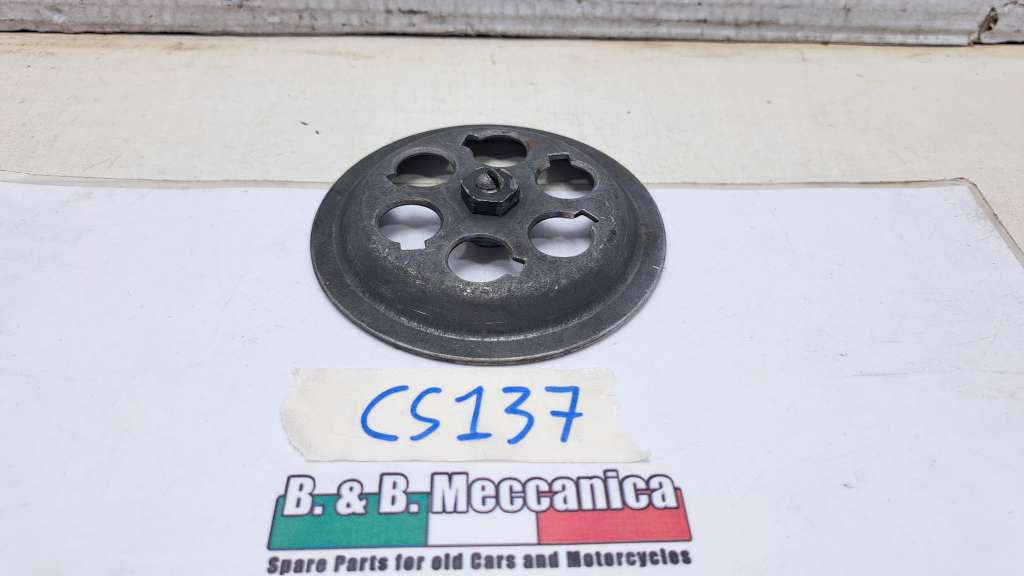 CS137
B. & B. Meccanica
Spare Parts for old Cars and Motorcycles